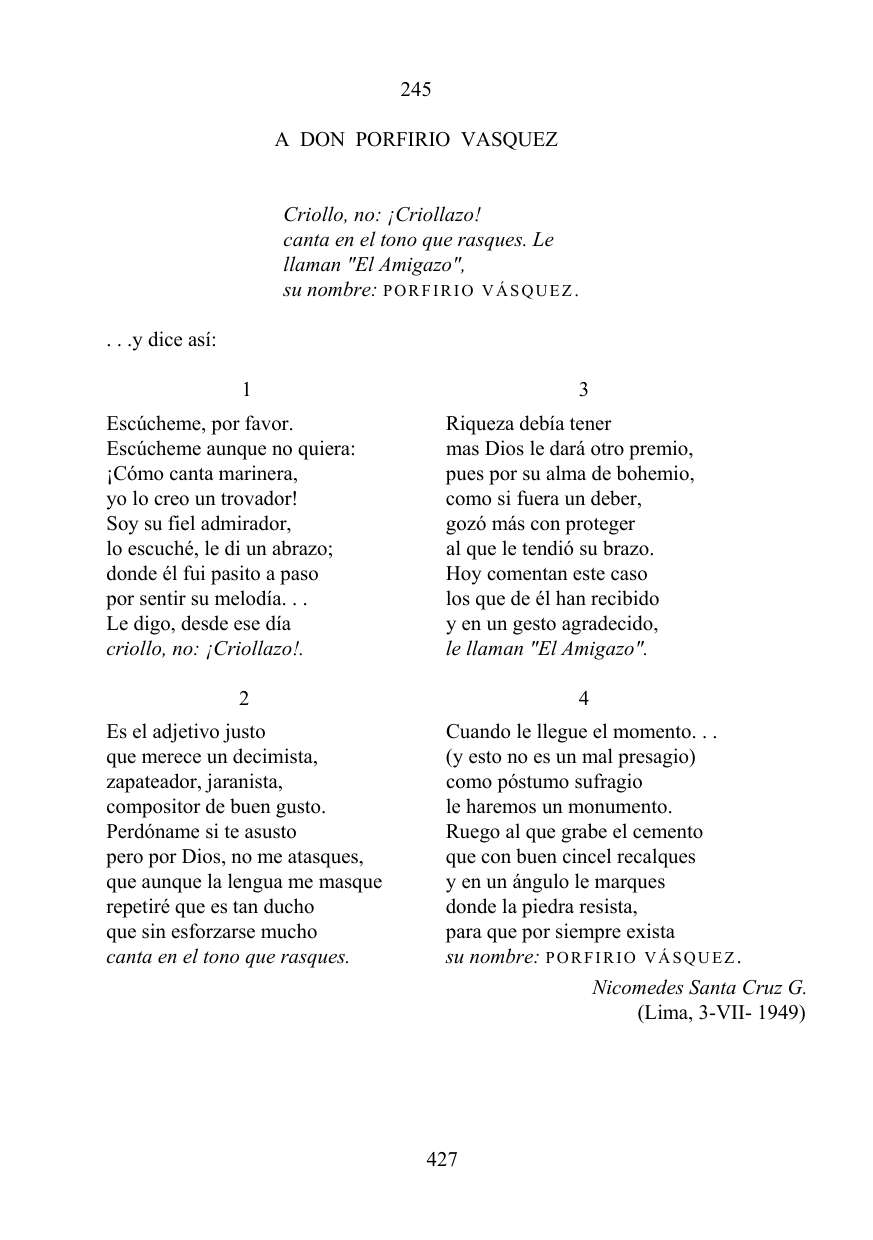 245
A DON PORFIRIO VASQUEZ
Criollo, no: ¡Criollazo!
canta en el tono que rasques. Le
llaman "El Amigazo",
su nombre: PORFIRIO VÁSQUEZ.
. . .y dice así:
1
Escúcheme, por favor.
Escúcheme aunque no quiera:
¡Cómo canta marinera,
yo lo creo un trovador!
Soy su fiel admirador,
lo escuché, le di un abrazo;
donde él fui pasito a paso
por sentir su melodía. . .
Le digo, desde ese día
criollo, no: ¡Criollazo!.
2
Es el adjetivo justo
que merece un decimista,
zapateador, jaranista,
compositor de buen gusto.
Perdóname si te asusto
pero por Dios, no me atasques,
que aunque la lengua me masque
repetiré que es tan ducho
que sin esforzarse mucho
canta en el tono que rasques.
3
Riqueza debía tener
mas Dios le dará otro premio,
pues por su alma de bohemio,
como si fuera un deber,
gozó más con proteger
al que le tendió su brazo.
Hoy comentan este caso
los que de él han recibido
y en un gesto agradecido,
le llaman "El Amigazo".
4
Cuando le llegue el momento. . .
(y esto no es un mal presagio)
como póstumo sufragio
le haremos un monumento.
Ruego al que grabe el cemento
que con buen cincel recalques
y en un ángulo le marques
donde la piedra resista,
para que por siempre exista
su nombre: PORFIRIO VÁSQUEZ.
Nicomedes Santa Cruz G.
(Lima, 3-VII- 1949)
427